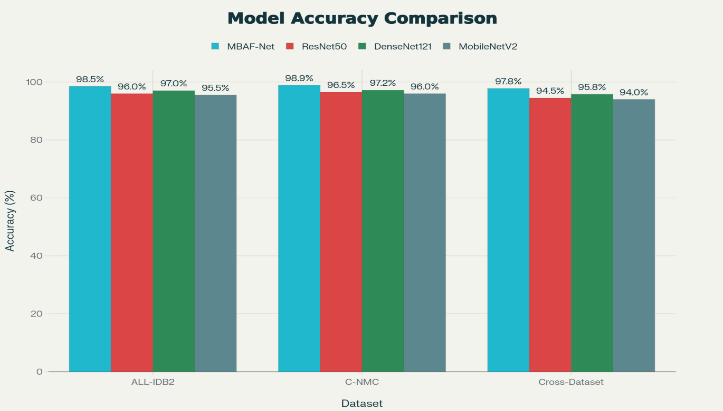 Model Accuracy Comparison
MBAF-Net ResNet50 DenseNet121 MobileNetV2
Accuracy (%)
100
80
60
40
20
0
98.5% 96.0% 97.0% 95.5%
98.9% 96.5% 97.2% 96.0%
97.8% 94.5% 95.8% 94.0%
ALL-IDB2 C-NMC Cross-Dataset
Dataset